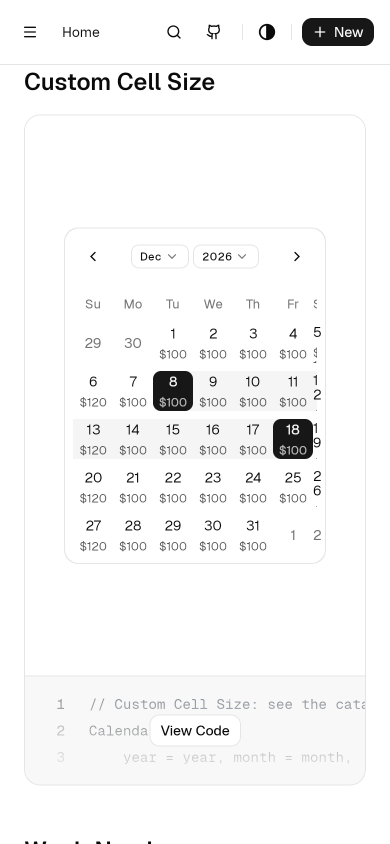 Home
New
Custom Cell Size
Dec 2026
Su Mo Tu We Th Fr
29 30 1 2 3 4 5
$100 $100 $100 $100
6 7 8 9 10 11 12
$120 $100 $100 $100 $100 $100
13 14 15 16 17 18 19
$120 $100 $100 $100 $100 $100
20 21 22 23 24 25 26
$120 $100 $100 $100 $100 $100
27 28 29 30 31 1 2
$120 $100 $100 $100 $100
1 // Custom Cell Size: see the cata
2 Calenda
View Code
3 year = year, month = month,